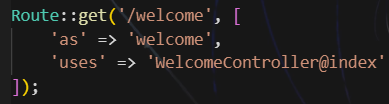 Route::get('/welcome', [
    'as' => 'welcome',
    'uses' => 'WelcomeController@index'
]);